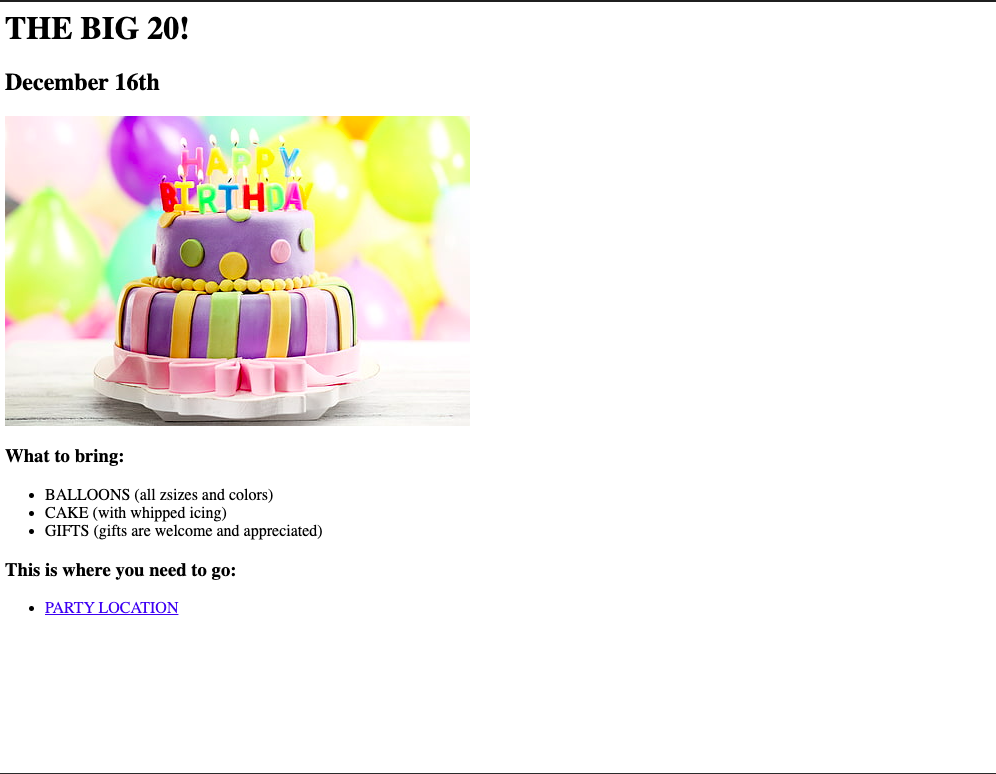 THE BIG 20!
December 16th
HAPPY
BIRTHDAY
What to bring:
BALLOONS (all zsizes and colors)
CAKE (with whipped icing)
GIFTS (gifts are welcome and appreciated)
This is where you need to go:
PARTY LOCATION